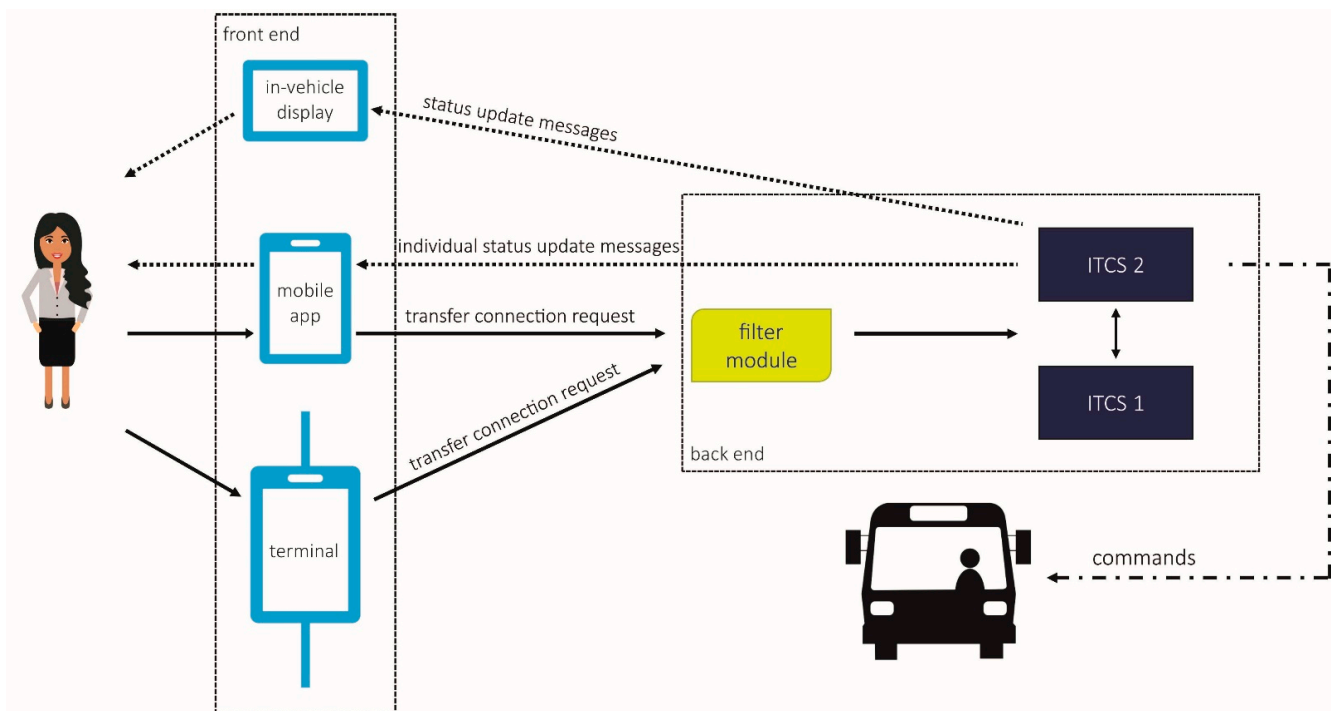 front end
in-vehicle
display
status update messages
individual status update messages
ITCS 2
mobile
app
transfer connection request
filter
module
transfer connection request
ITCS 1
back end
terminal
commands